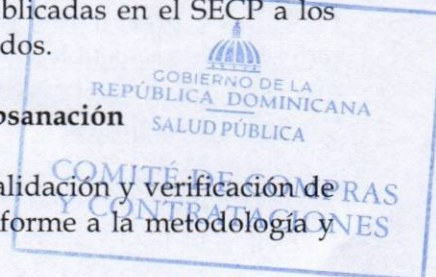 blicadas en el SECP a los
dos.
GOBIERNO DE LA
REPÚBLICA DOMINICANA
SALUD PÚBLICA
COMITÉ DE COMPRAS
Y CONTRATACIONES
osanación
alidación y verificación de
forme a la metodología y